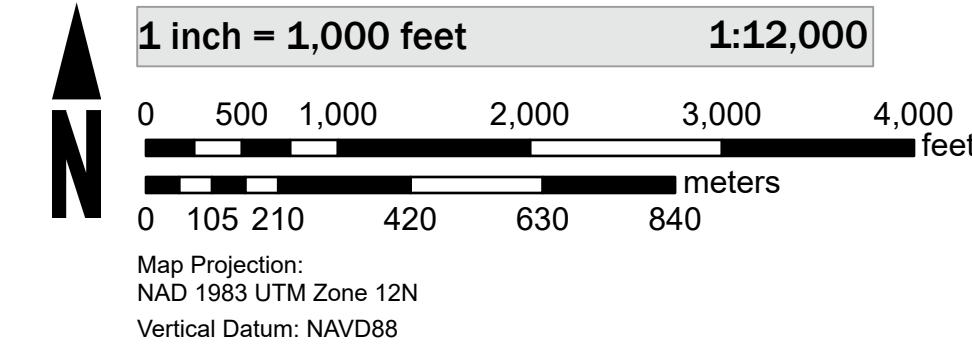 N
1 inch = 1,000 feet 1:12,000
0 500 1,000 2,000 3,000 4,000
feet
meters
0 105 210 420 630 840
Map Projection:
NAD 1983 UTM Zone 12N
Vertical Datum: NAVD88